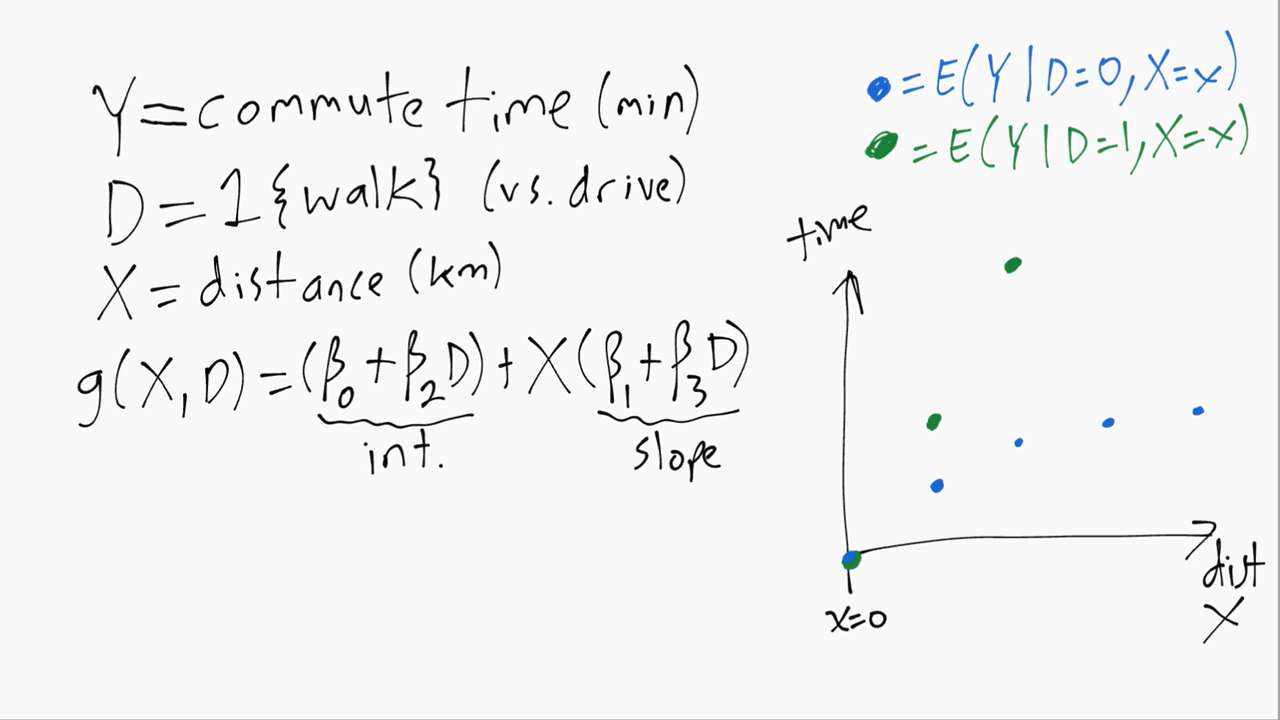 Y = commute time (min)
D = 1{walk} (vs. drive)
X = distance (km)
g(X, D) = (β₀ + β₂D) + X(β₁ + β₃D)
int.
slope
= E(Y | D=0, X=x)
= E(Y | D=1, X=x)
time
dist
X
x=0